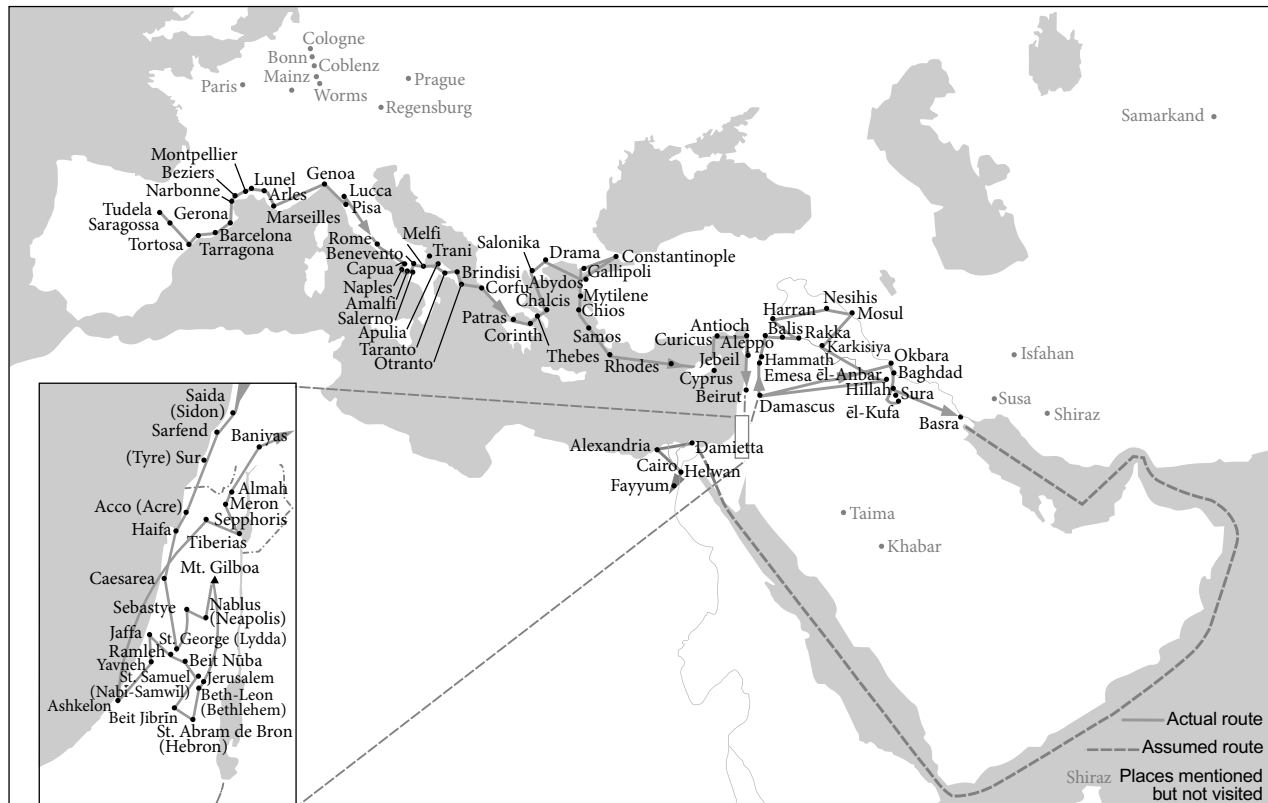 Cologne
Bonn
Coblenz
Mainz
Worms
Paris
Prague
Regensburg
Samarkand
Montpellier
Beziers
Narbonne
Lunel
Arles
Genoa
Lucca
Pisa
Marseilles
Tudela
Saragossa
Tortosa
Gerona
Barcelona
Tarragona
Rome
Benevento
Capua
Naples
Amalfi
Salerno
Apulia
Taranto
Otranto
Melfi
Trani
Brindisi
Corfu
Salonika
Drama
Constantinople
Gallipoli
Abydos
Mytilene
Chalcis
Chios
Patras
Corinth
Thebes
Samos
Rhodes
Antioch
Curicus
Aleppo
Jebeil
Cyprus
Beirut
Harran
Balis
Nesihis
Mosul
Rakka
Karkisiya
Hammath
Emesa
ēl-Anbar
Okbara
Baghdad
Hillah
Sura
ēl-Kufa
Damascus
Basra
Isfahan
Susa
Shiraz
Alexandria
Damietta
Cairo
Helwan
Fayyum
Taima
Khabar
Saida
(Sidon)
Sarfend
Baniyas
(Tyre) Sur
Almah
Meron
Acco (Acre)
Sepphoris
Haifa
Tiberias
Caesarea
Mt. Gilboa
Sebastye
Nablus
(Neapolis)
Jaffa
St. George (Lydda)
Ramleh
Beit Nūba
Yavneh
St. Samuel
(Nabi-Samwīl)
Jerusalem
Beth-Leon
(Bethlehem)
Ashkelon
Beit Jibrīn
St. Abram de Bron
(Hebron)
Actual route
Assumed route
Shiraz Places mentioned
but not visited